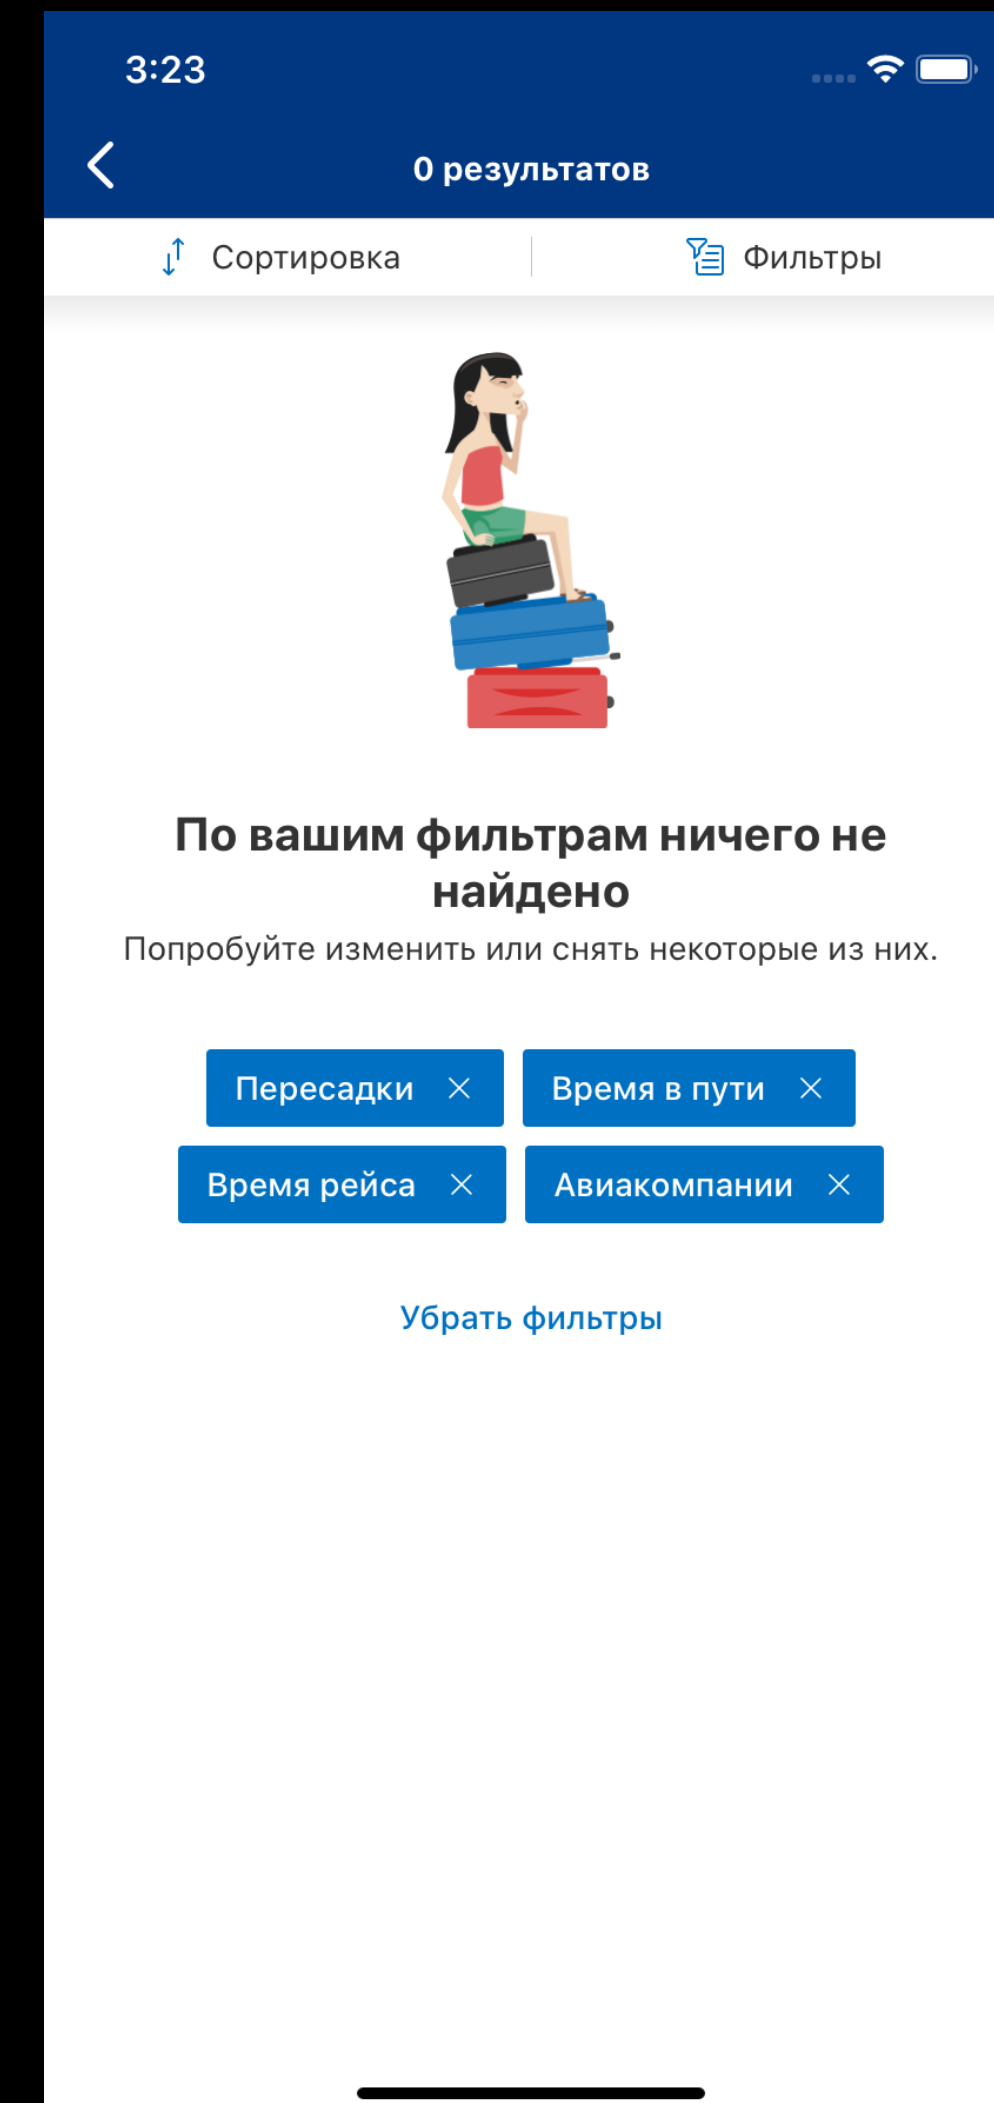 3:23
0 результатов
Сортировка
Фильтры
По вашим фильтрам ничего не
найдено
Попробуйте изменить или снять некоторые из них.
Пересадки
Время в пути
Время рейса
Авиакомпании
Убрать фильтры